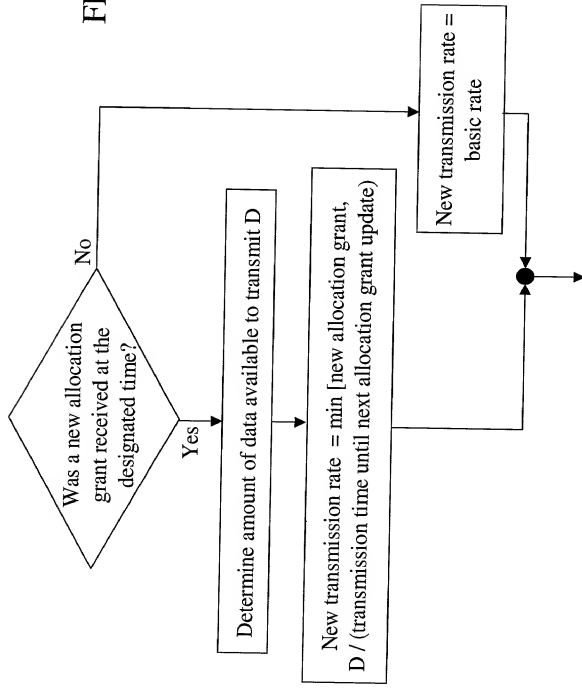 Was a new allocation
grant received at the
designated time?
No
Yes
Determine amount of data available to transmit D
New transmission rate = min [new allocation grant,
D / (transmission time until next allocation grant update)
New transmission rate =
basic rate